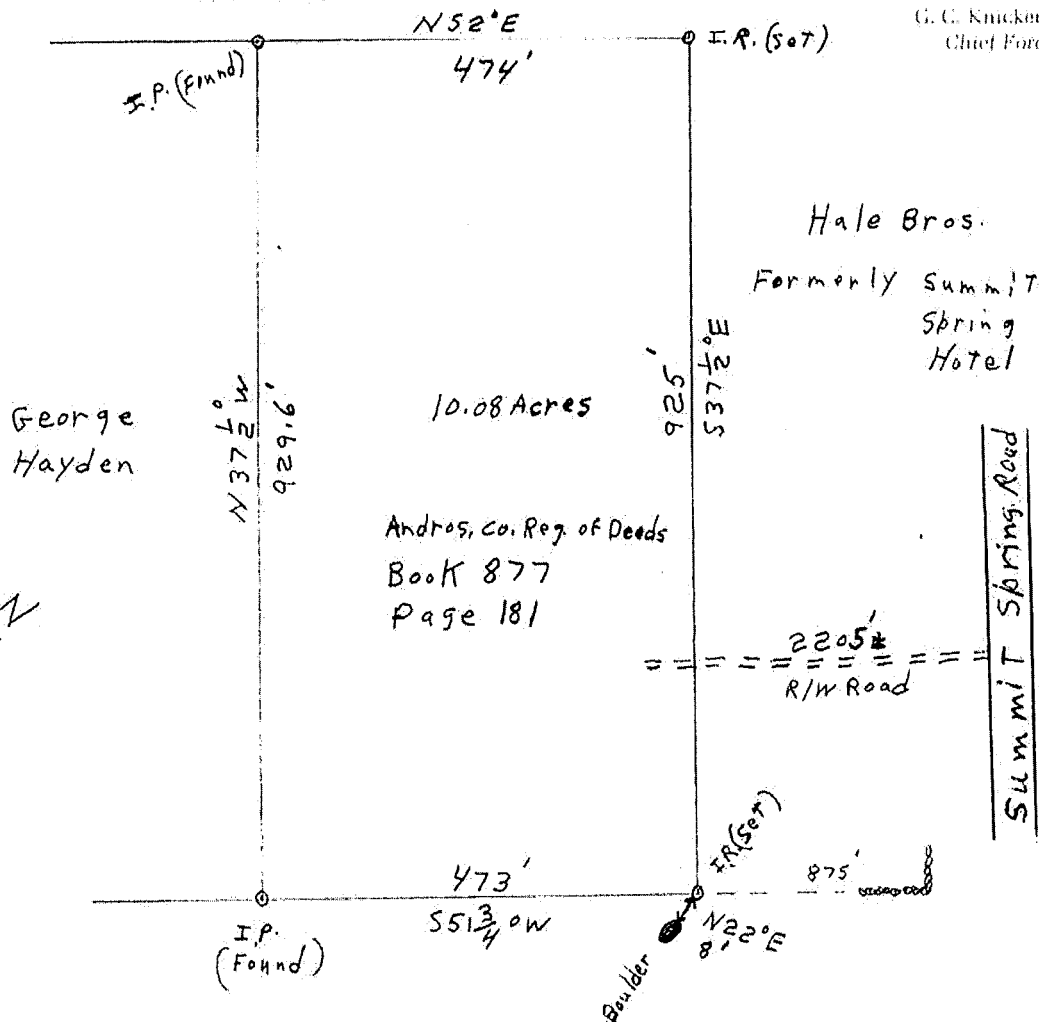 N52°E
474'
I.P. (Found)
I.R. (Set)
G. C. Knicker
Chief Fore
Hale Bros.
Formerly Summit
Spring
Hotel
George
Hayden
N37½°W
929.6'
10.08 Acres
925'
S37½°E
Andros. co. Reg. of Deeds
Book 877
Page 181
N
2205'±
R/W Road
Summit Spring Road
I.R. (Set)
473'
S51¾°W
875'
I.P.
(Found)
Boulder
N22°E
8'